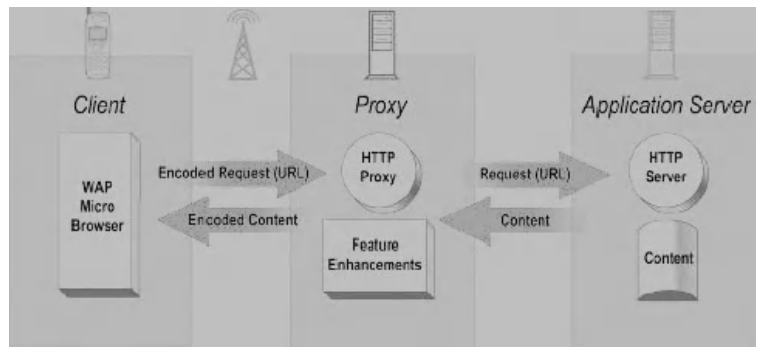 Client
Proxy
Application Server
WAP
Micro
Browser
Encoded Request (URL)
Encoded Content
HTTP
Proxy
Feature
Enhancements
Request (URL)
Content
HTTP
Server
Content